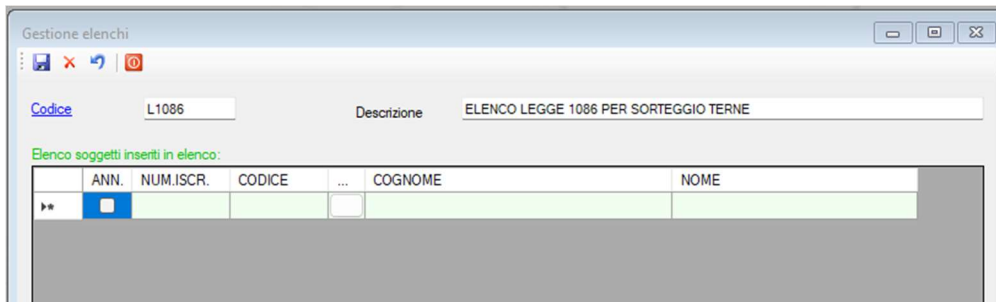 Gestione elenchi
Codice L1086 Descrizione ELENCO LEGGE 1086 PER SORTEGGIO TERNE
Elenco soggetti inseriti in elenco:
ANN. NUM.ISCR. CODICE ... COGNOME NOME